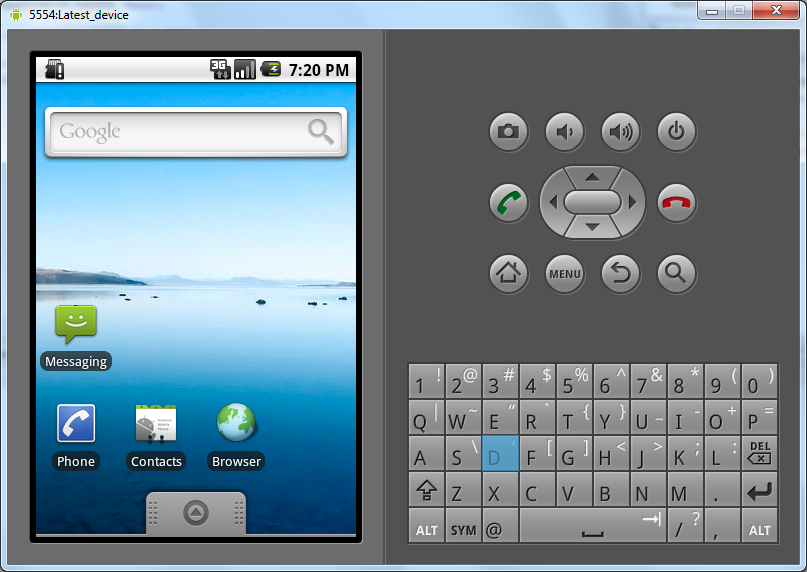 5554:Latest_device
3G 7:20 PM
Google
Messaging
Phone Contacts Browser
MENU
1 ! 2 @ 3 # 4 $ 5 % 6 ^ 7 & 8 * 9 ( 0 )
Q | W ~ E “ R ` T { Y } U _ I - O + P =
A S \ D ‘ F [ G ] H < J > K ; L : DEL
Z X C V B N M .
ALT SYM @ / ? , ALT